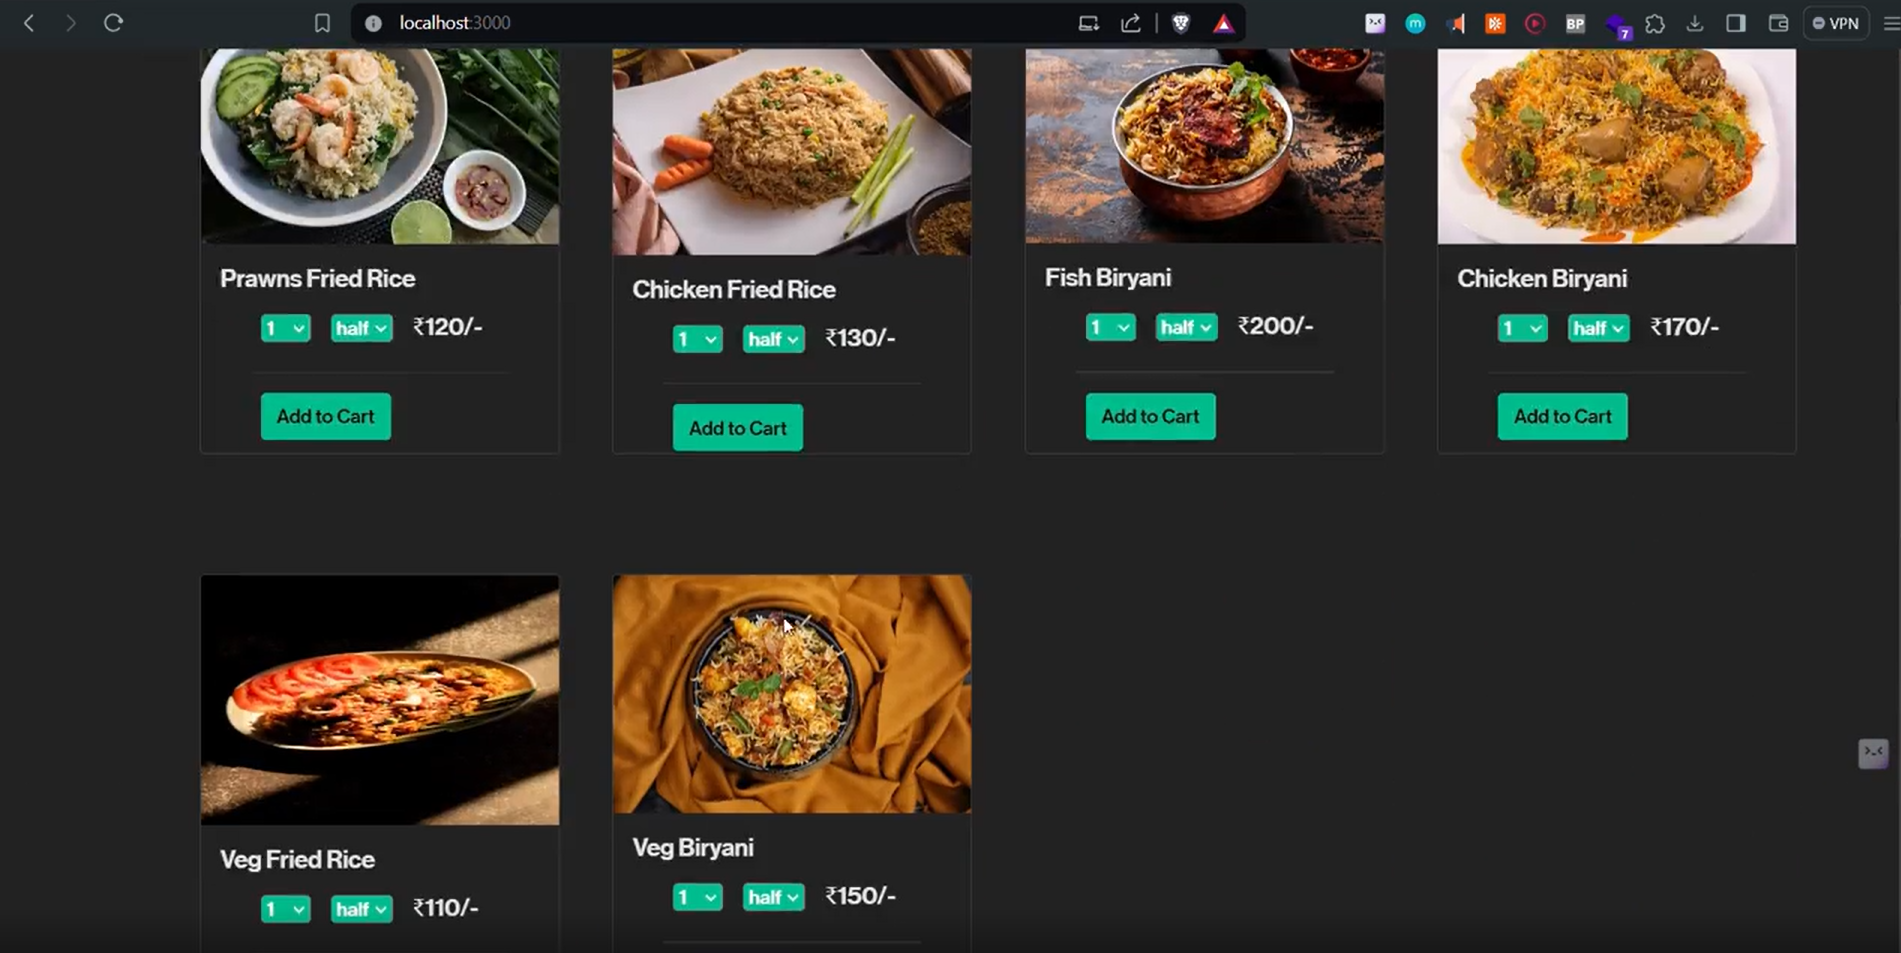 localhost:3000
BP
7
VPN
Prawns Fried Rice
1 half ₹120/-
Add to Cart
Chicken Fried Rice
1 half ₹130/-
Add to Cart
Fish Biryani
1 half ₹200/-
Add to Cart
Chicken Biryani
1 half ₹170/-
Add to Cart
Veg Fried Rice
1 half ₹110/-
Veg Biryani
1 half ₹150/-